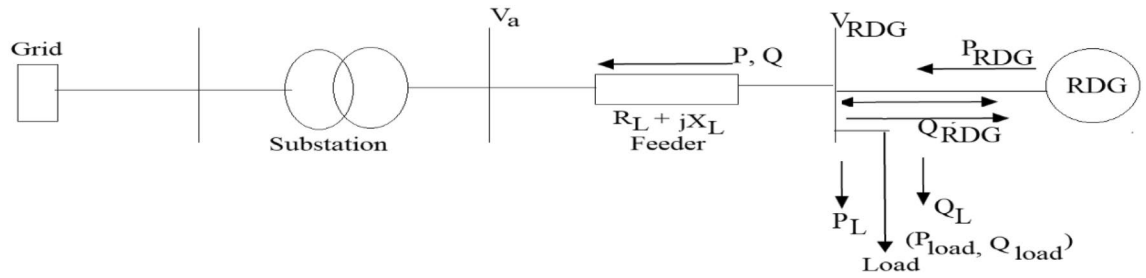 Grid
Substation
Va
P, Q
RL + jXL
Feeder
VRDG
PRDG
RDG
QRDG
PL
QL
Load (Pload, Qload)